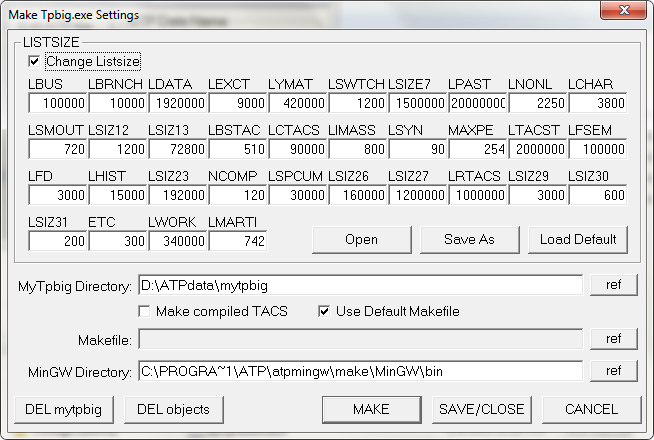 Make Tpbig.exe Settings
LISTSIZE
Change Listsize
LBUS LBRNCH LDATA LEXCT LYMAT LSWTCH LSIZE7 LPAST LNONL LCHAR
100000 10000 1920000 9000 420000 1200 1500000 20000000 2250 3800
LSMOUT LSIZ12 LSIZ13 LBSTAC LCTACS LIMASS LSYN MAXPE LTACST LFSEM
720 1200 72800 510 90000 800 90 254 2000000 100000
LFD LHIST LSIZ23 NCOMP LSPCUM LSIZ26 LSIZ27 LRTACS LSIZ29 LSIZ30
3000 15000 192000 120 30000 160000 1200000 1000000 3000 600
LSIZ31 ETC LWORK LMARTI
200 300 340000 742 Open Save As Load Default
MyTpbig Directory: D:\ATPdata\mytpbig ref
Make compiled TACS Use Default Makefile
Makefile: ref
MinGW Directory: C:\PROGRA~1\ATP\atpmingw\make\MinGW\bin ref
DEL mytpbig DEL objects MAKE SAVE/CLOSE CANCEL